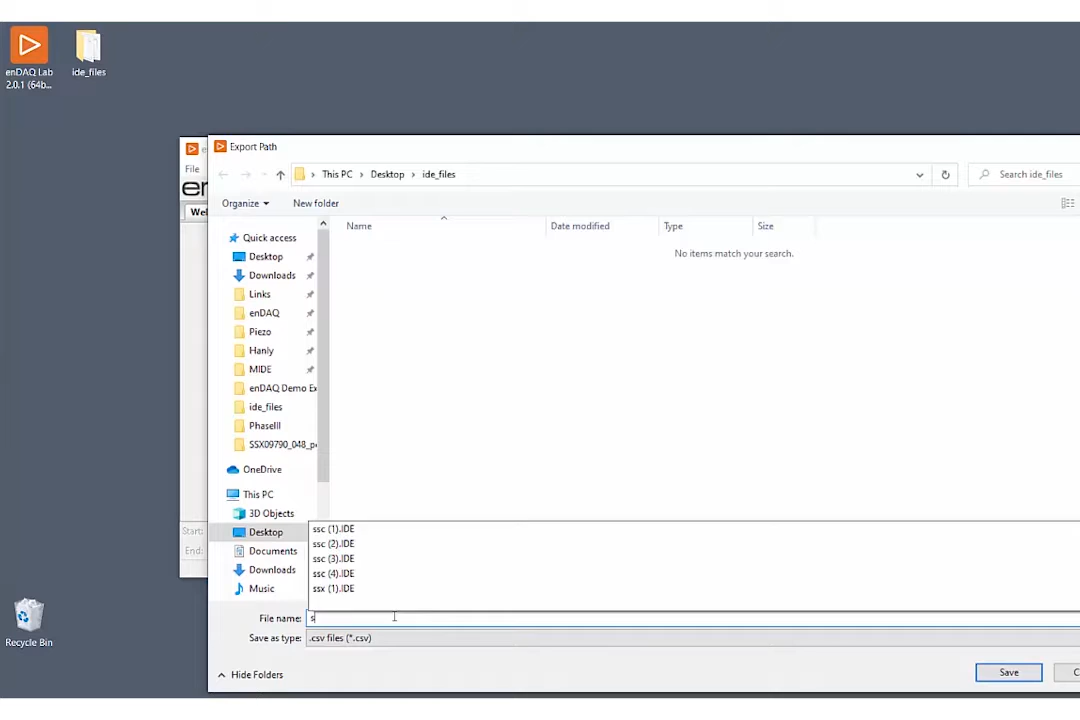 enDAQ Lab
2.0.1 (64b...
ide_files
Recycle Bin
e
File
er
Wel
Start:
End:
Export Path
This PC › Desktop › ide_files
Search ide_files
Organize
New folder
Name
Date modified
Type
Size
No items match your search.
Quick access
Desktop
Downloads
Links
enDAQ
Piezo
Hanly
MIDE
enDAQ Demo Ex
ide_files
PhaseIII
SSX09790_048_p
OneDrive
This PC
3D Objects
Desktop
Documents
Downloads
Music
ssc (1).IDE
ssc (2).IDE
ssc (3).IDE
ssc (4).IDE
ssx (1).IDE
File name: s
Save as type: .csv files (*.csv)
Hide Folders
Save
C